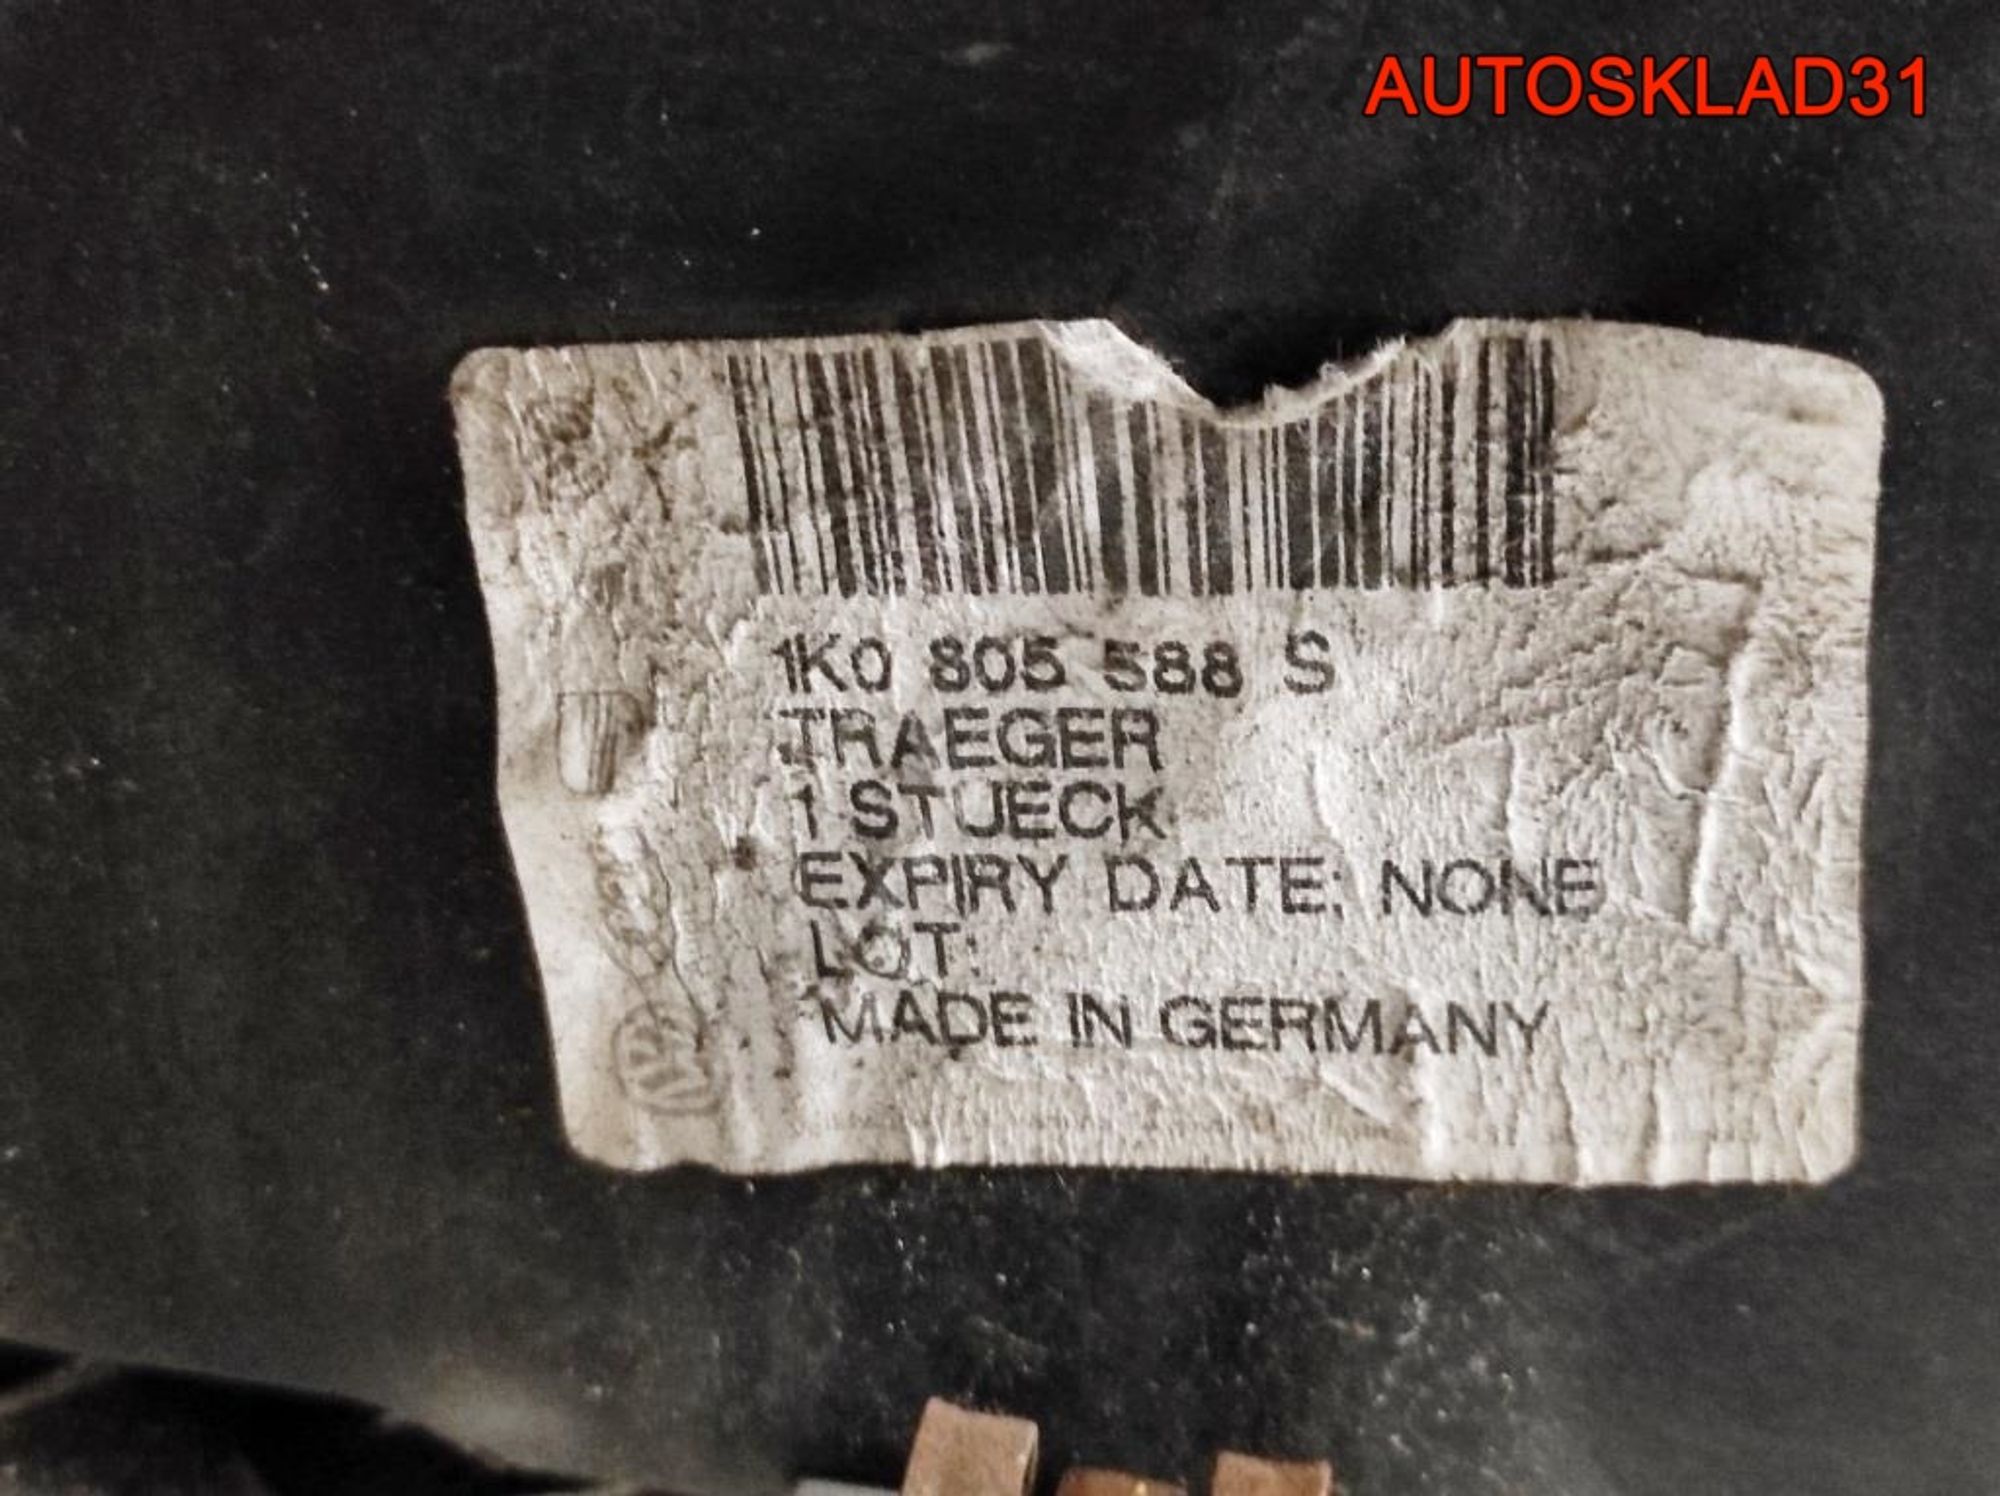 AUTOSKLAD31
1K0 805 588 S
TRAEGER
1 STUECK
EXPIRY DATE: NONE
LOT:
MADE IN GERMANY